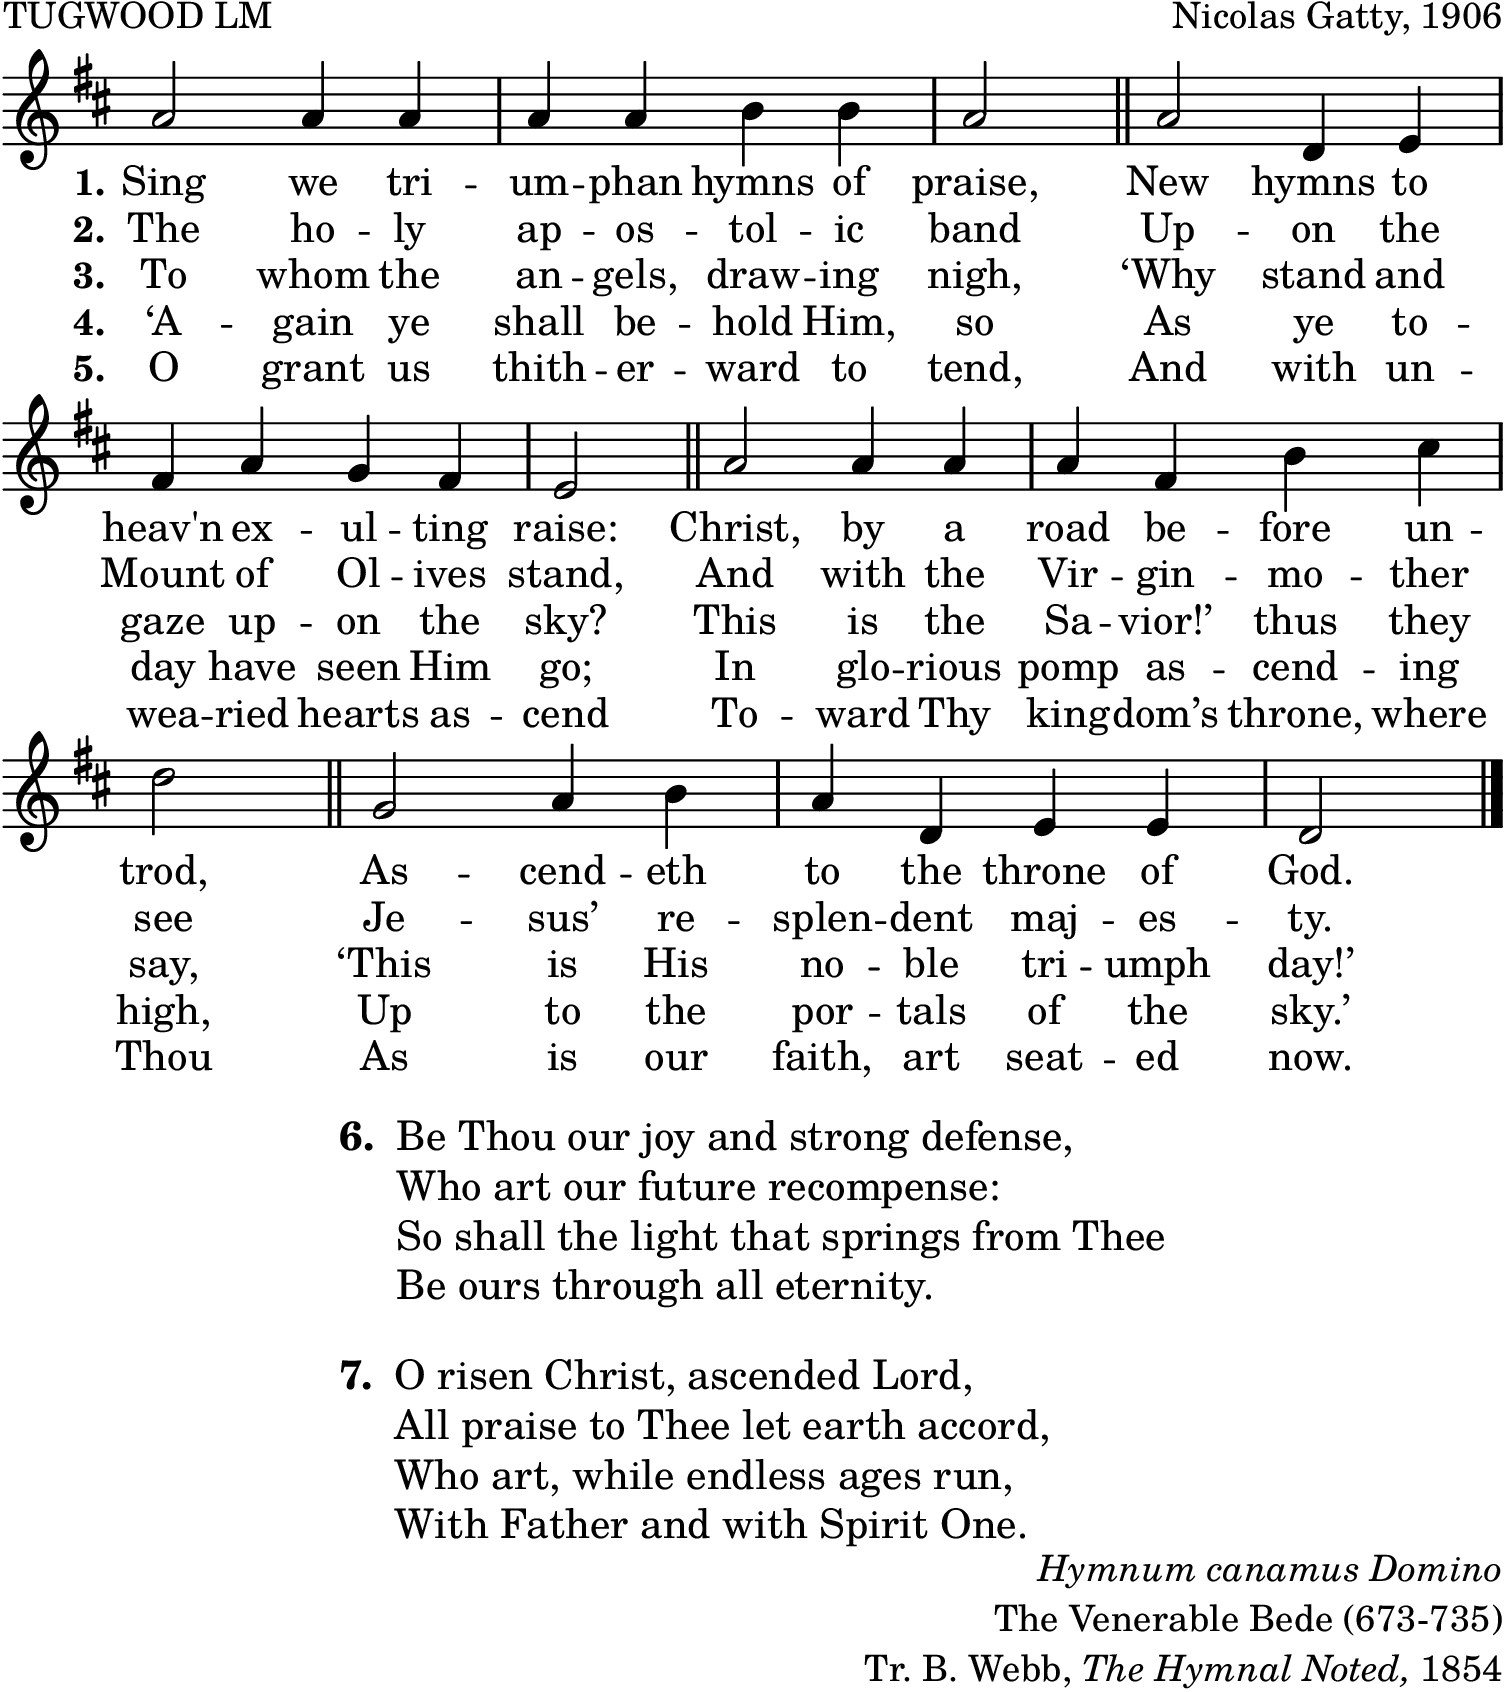 TUGWOOD LM
Nicolas Gatty, 1906
1. Sing we tri -- um -- phan hymns of praise, New hymns to
2. The ho -- ly ap -- os -- tol -- ic band Up -- on the
3. To whom the an -- gels, draw -- ing nigh, ‘Why stand and
4. ‘A -- gain ye shall be -- hold Him, so As ye to --
5. O grant us thith -- er -- ward to tend, And with un --
heav'n ex -- ul -- ting raise: Christ, by a road be -- fore un --
Mount of Ol -- ives stand, And with the Vir -- gin -- mo -- ther
gaze up -- on the sky? This is the Sa -- vior!’ thus they
day have seen Him go; In glo -- rious pomp as -- cend -- ing
wea -- ried hearts as -- cend To -- ward Thy kingdom’s throne, where
trod, As -- cend -- eth to the throne of God.
see Je -- sus’ re -- splen -- dent maj -- es -- ty.
say, ‘This is His no -- ble tri -- umph day!’
high, Up to the por -- tals of the sky.’
Thou As is our faith, art seat -- ed now.
6. Be Thou our joy and strong defense,
Who art our future recompense:
So shall the light that springs from Thee
Be ours through all eternity.
7. O risen Christ, ascended Lord,
All praise to Thee let earth accord,
Who art, while endless ages run,
With Father and with Spirit One.
Hymnum canamus Domino
The Venerable Bede (673-735)
Tr. B. Webb, The Hymnal Noted, 1854